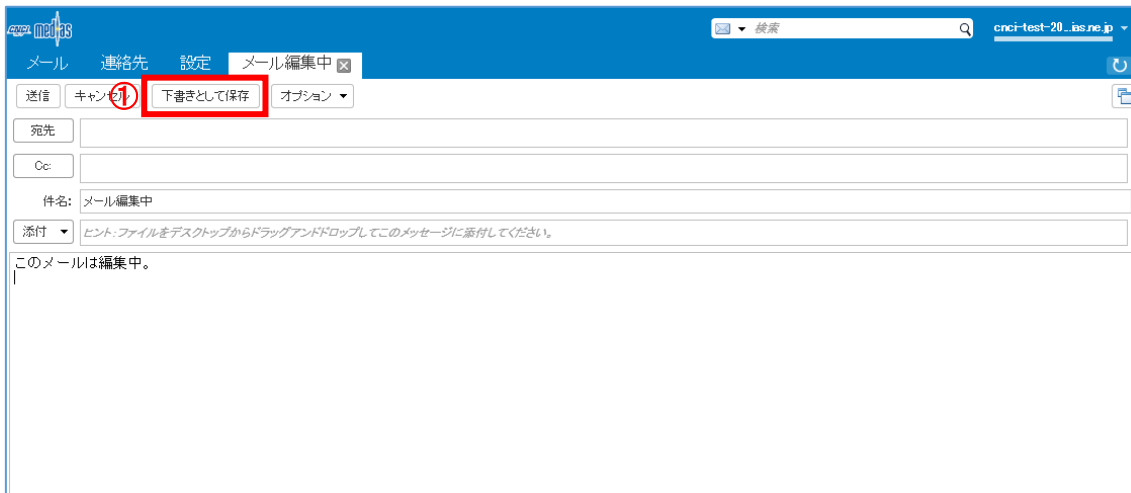 cnci medias
検索
cnci-test-20...ias.ne.jp
メール 連絡先 設定 メール編集中
送信 キャンセル ① 下書きとして保存 オプション
宛先
Cc:
件名: メール編集中
添付 ヒント:ファイルをデスクトップからドラッグアンドドロップしてこのメッセージに添付してください。
このメールは編集中。